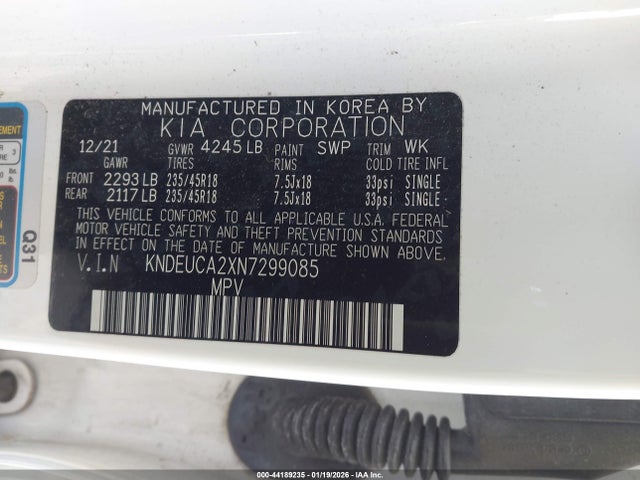 MANUFACTURED IN KOREA BY
KIA CORPORATION
12/21 GVWR 4245 LB PAINT SWP TRIM WK
GAWR TIRES RIMS COLD TIRE INFL
FRONT 2293 LB 235/45R18 7.5Jx18 33psi SINGLE
REAR 2117 LB 235/45R18 7.5Jx18 33psi SINGLE
THIS VEHICLE CONFORMS TO ALL APPLICABLE U.S.A. FEDERAL
MOTOR VEHICLE SAFETY AND THEFT PREVENTION STANDARDS
IN EFFECT ON THE DATE OF MANUFACTURE SHOWN ABOVE.
V.I.N KNDEUCA2XN7299085
MPV
Q31
000-44189235 - 01/19/2026 - IAA Inc.